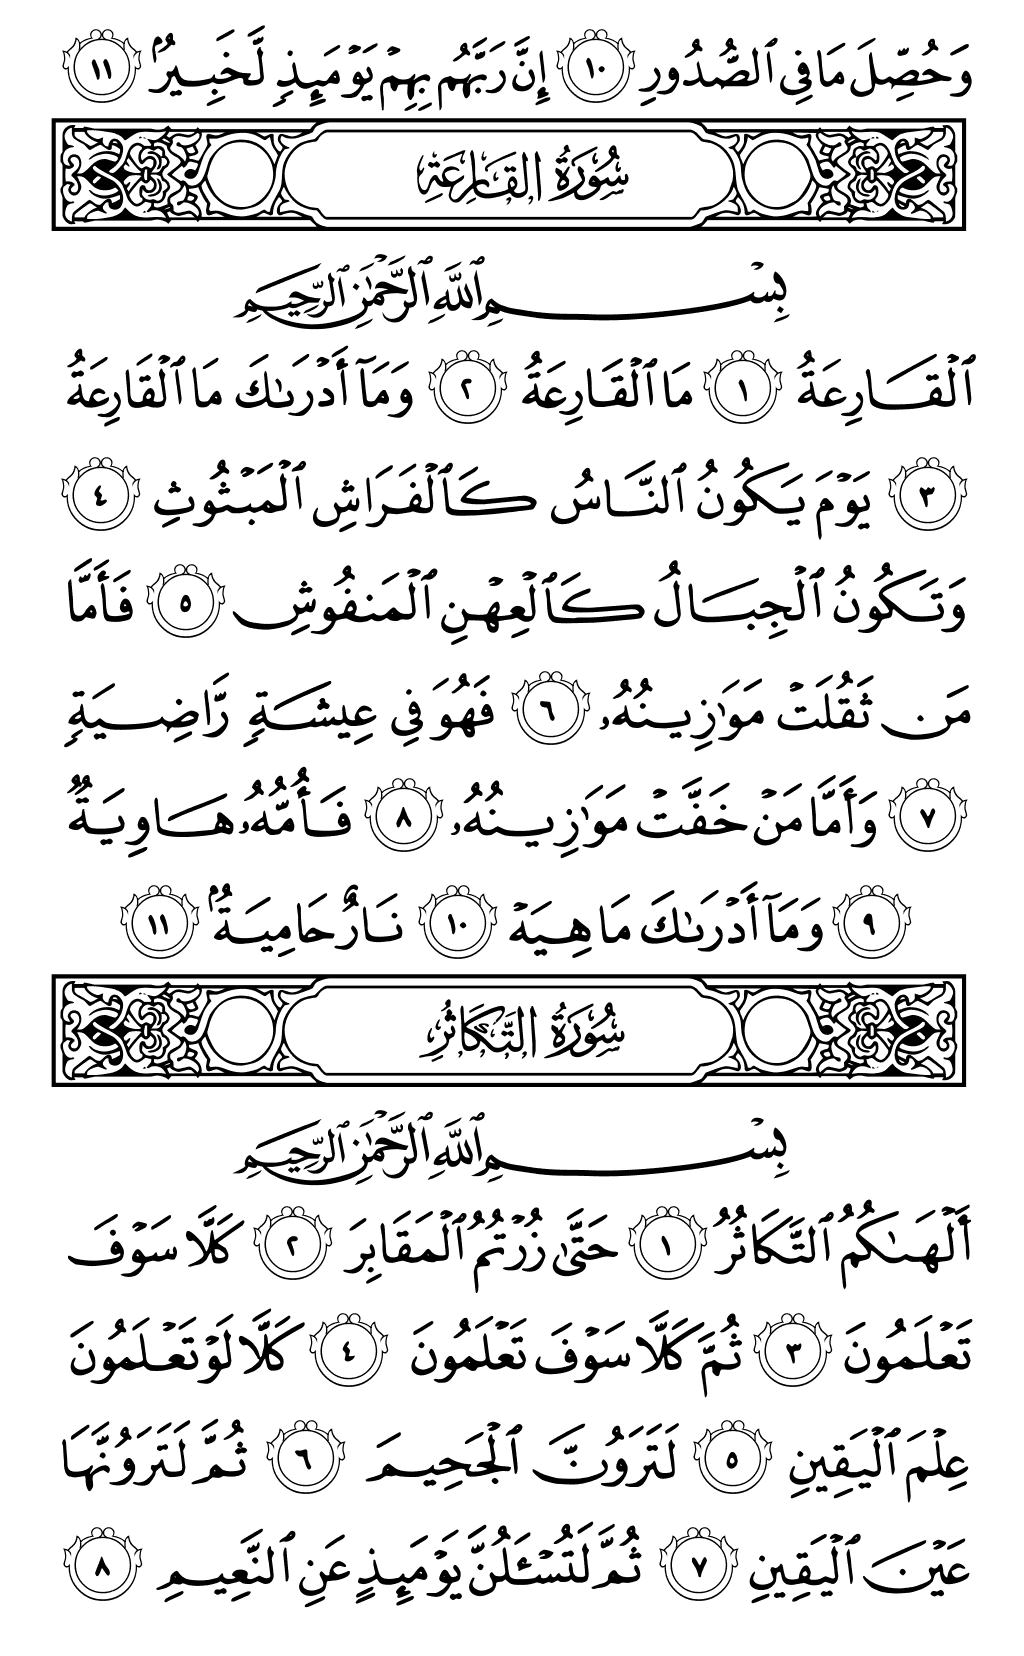 وَحُصِّلَ مَا فِى ٱلصُّدُورِ ١٠ إِنَّ رَبَّهُم بِهِمْ يَوْمَئِذٍ لَّخَبِيرٌۢ ١١
سُورَةُ القَارِعَةِ
بِسْمِ ٱللَّهِ ٱلرَّحْمَٰنِ ٱلرَّحِيمِ
ٱلْقَارِعَةُ ١ مَا ٱلْقَارِعَةُ ٢ وَمَآ أَدْرَىٰكَ مَا ٱلْقَارِعَةُ
٣ يَوْمَ يَكُونُ ٱلنَّاسُ كَٱلْفَرَاشِ ٱلْمَبْثُوثِ ٤
وَتَكُونُ ٱلْجِبَالُ كَٱلْعِهْنِ ٱلْمَنفُوشِ ٥ فَأَمَّا
مَن ثَقُلَتْ مَوَٰزِينُهُۥ ٦ فَهُوَ فِى عِيشَةٍ رَّاضِيَةٍ
٧ وَأَمَّا مَنْ خَفَّتْ مَوَٰزِينُهُۥ ٨ فَأُمُّهُۥ هَاوِيَةٌ
٩ وَمَآ أَدْرَىٰكَ مَا هِيَهْ ١٠ نَارٌ حَامِيَةٌۢ ١١
سُورَةُ التَّكَاثُرِ
بِسْمِ ٱللَّهِ ٱلرَّحْمَٰنِ ٱلرَّحِيمِ
أَلْهَىٰكُمُ ٱلتَّكَاثُرُ ١ حَتَّىٰ زُرْتُمُ ٱلْمَقَابِرَ ٢ كَلَّا سَوْفَ
تَعْلَمُونَ ٣ ثُمَّ كَلَّا سَوْفَ تَعْلَمُونَ ٤ كَلَّا لَوْ تَعْلَمُونَ
عِلْمَ ٱلْيَقِينِ ٥ لَتَرَوُنَّ ٱلْجَحِيمَ ٦ ثُمَّ لَتَرَوُنَّهَا
عَيْنَ ٱلْيَقِينِ ٧ ثُمَّ لَتُسْـَٔلُنَّ يَوْمَئِذٍ عَنِ ٱلنَّعِيمِ ٨